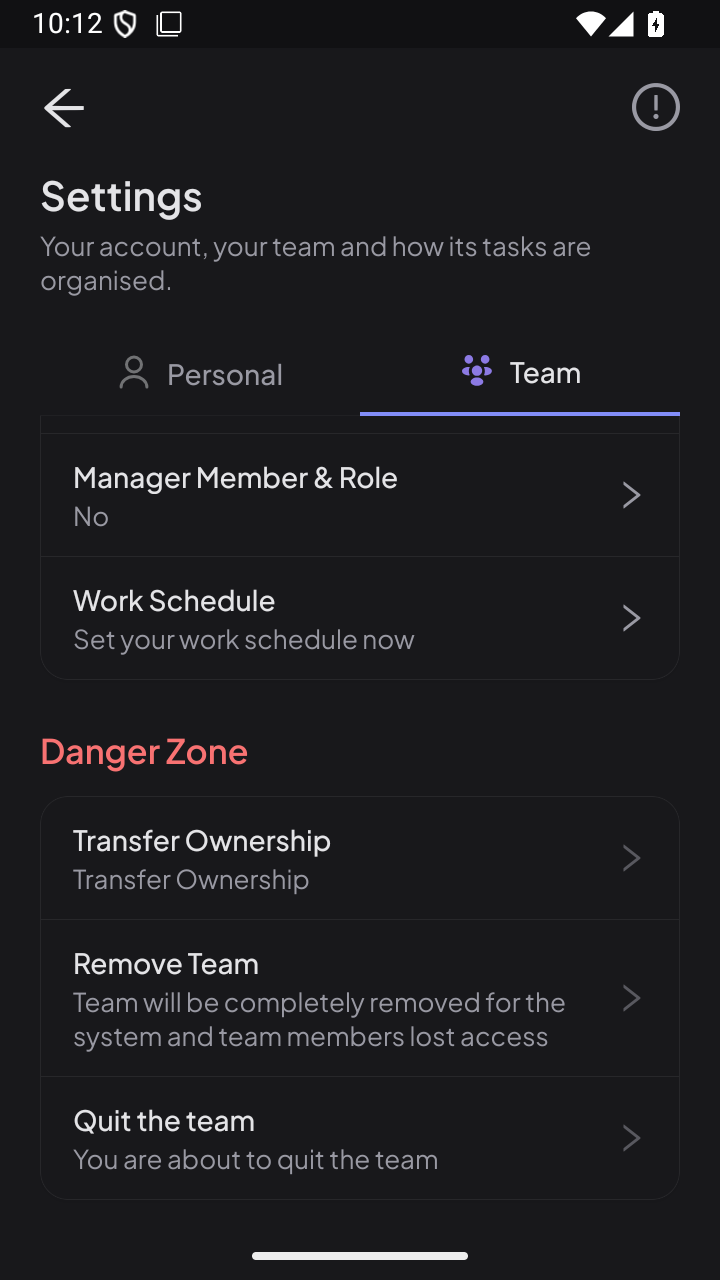 10:12
Settings
Your account, your team and how its tasks are
organised.
Personal
Team
Manager Member & Role
No
Work Schedule
Set your work schedule now
Danger Zone
Transfer Ownership
Transfer Ownership
Remove Team
Team will be completely removed for the
system and team members lost access
Quit the team
You are about to quit the team